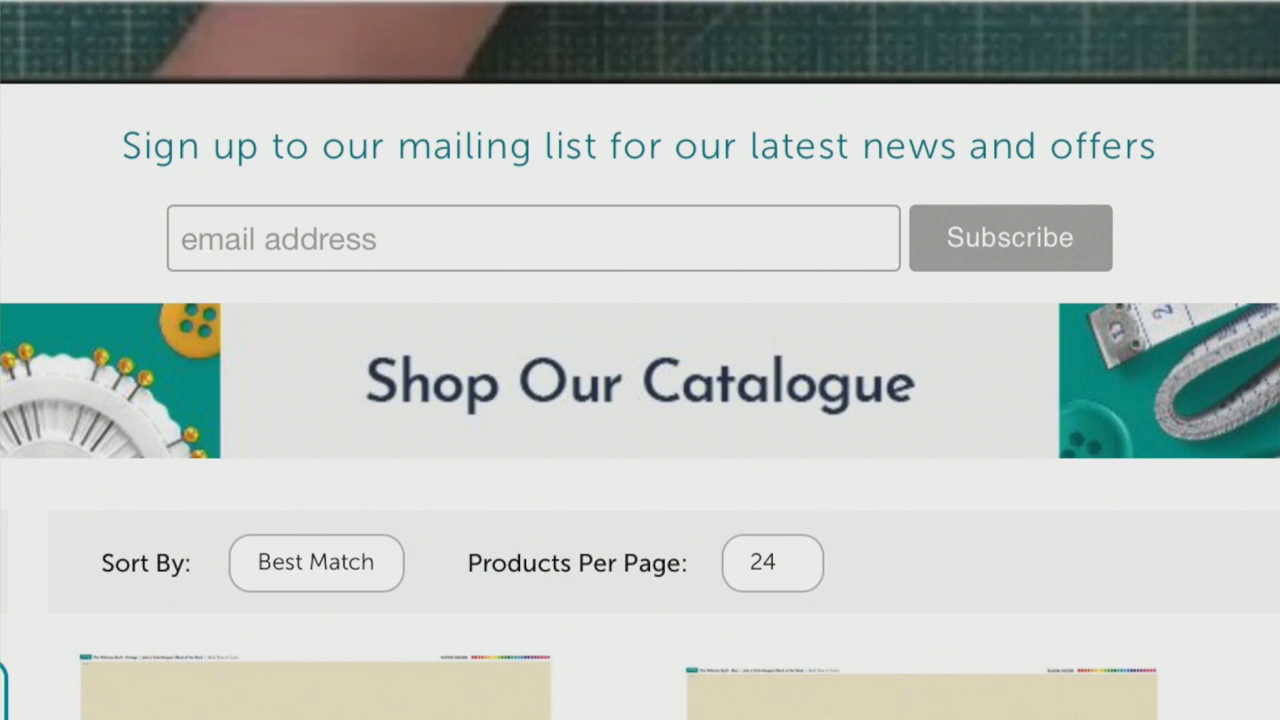 Sign up to our mailing list for our latest news and offers
email address
Subscribe
Shop Our Catalogue
Sort By:
Best Match
Products Per Page:
24